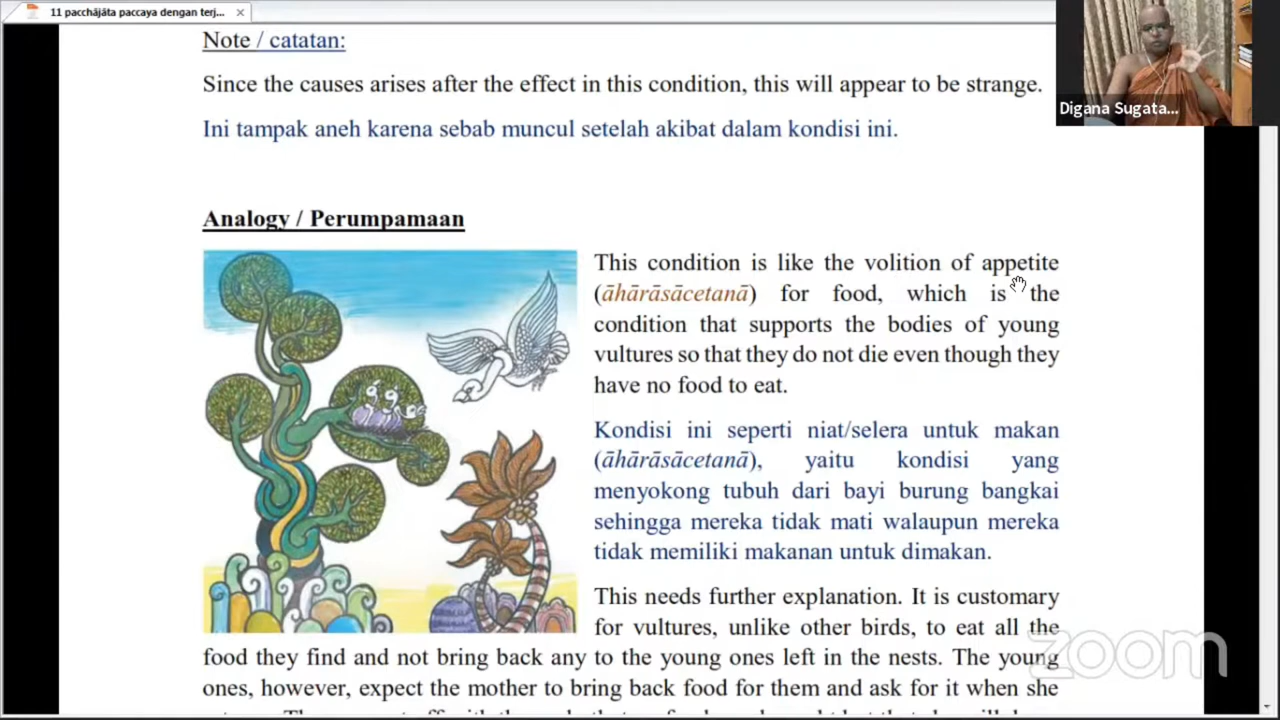 11 pacchājāta paccaya dengan terj...
Note / catatan:
Since the causes arises after the effect in this condition, this will appear to be strange.
Ini tampak aneh karena sebab muncul setelah akibat dalam kondisi ini.
Digana Sugata...
Analogy / Perumpamaan
This condition is like the volition of appetite
(āhārāsācetanā) for food, which is the
condition that supports the bodies of young
vultures so that they do not die even though they
have no food to eat.
Kondisi ini seperti niat/selera untuk makan
(āhārāsācetanā), yaitu kondisi yang
menyokong tubuh dari bayi burung bangkai
sehingga mereka tidak mati walaupun mereka
tidak memiliki makanan untuk dimakan.
This needs further explanation. It is customary
for vultures, unlike other birds, to eat all the
food they find and not bring back any to the young ones left in the nests. The young
ones, however, expect the mother to bring back food for them and ask for it when she
zoom